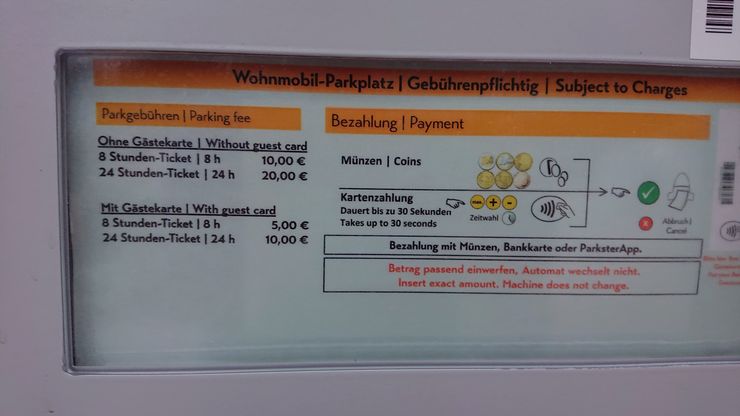 Wohnmobil-Parkplatz | Gebührenpflichtig | Subject to Charges
Parkgebühren | Parking fee
Ohne Gästekarte | Without guest card
8 Stunden-Ticket | 8 h 10,00 €
24 Stunden-Ticket | 24 h 20,00 €
Mit Gästekarte | With guest card
8 Stunden-Ticket | 8 h 5,00 €
24 Stunden-Ticket | 24 h 10,00 €
Bezahlung | Payment
Münzen | Coins
Kartenzahlung
Dauert bis zu 30 Sekunden
Takes up to 30 seconds
max. + -
Zeitwahl
Abbruch |
Cancel
Bezahlung mit Münzen, Bankkarte oder ParksterApp.
Betrag passend einwerfen, Automat wechselt nicht.
Insert exact amount. Machine does not change.